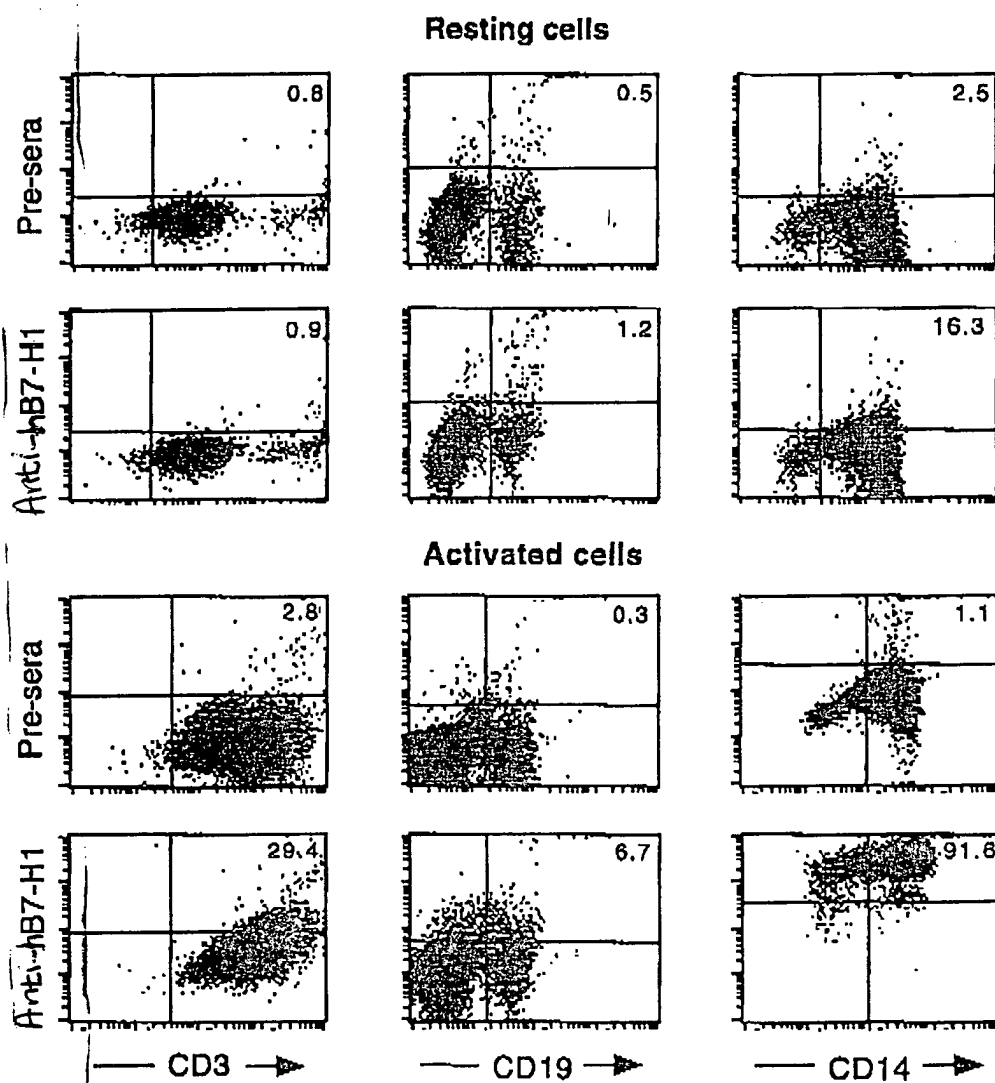 Resting cells
Pre-sera
0.8
0.5
2.5
Anti-hB7-H1
0.9
1.2
16.3
Activated cells
Pre-sera
2.8
0.3
1.1
Anti-hB7-H1
29.4
6.7
91.6
CD3
CD19
CD14